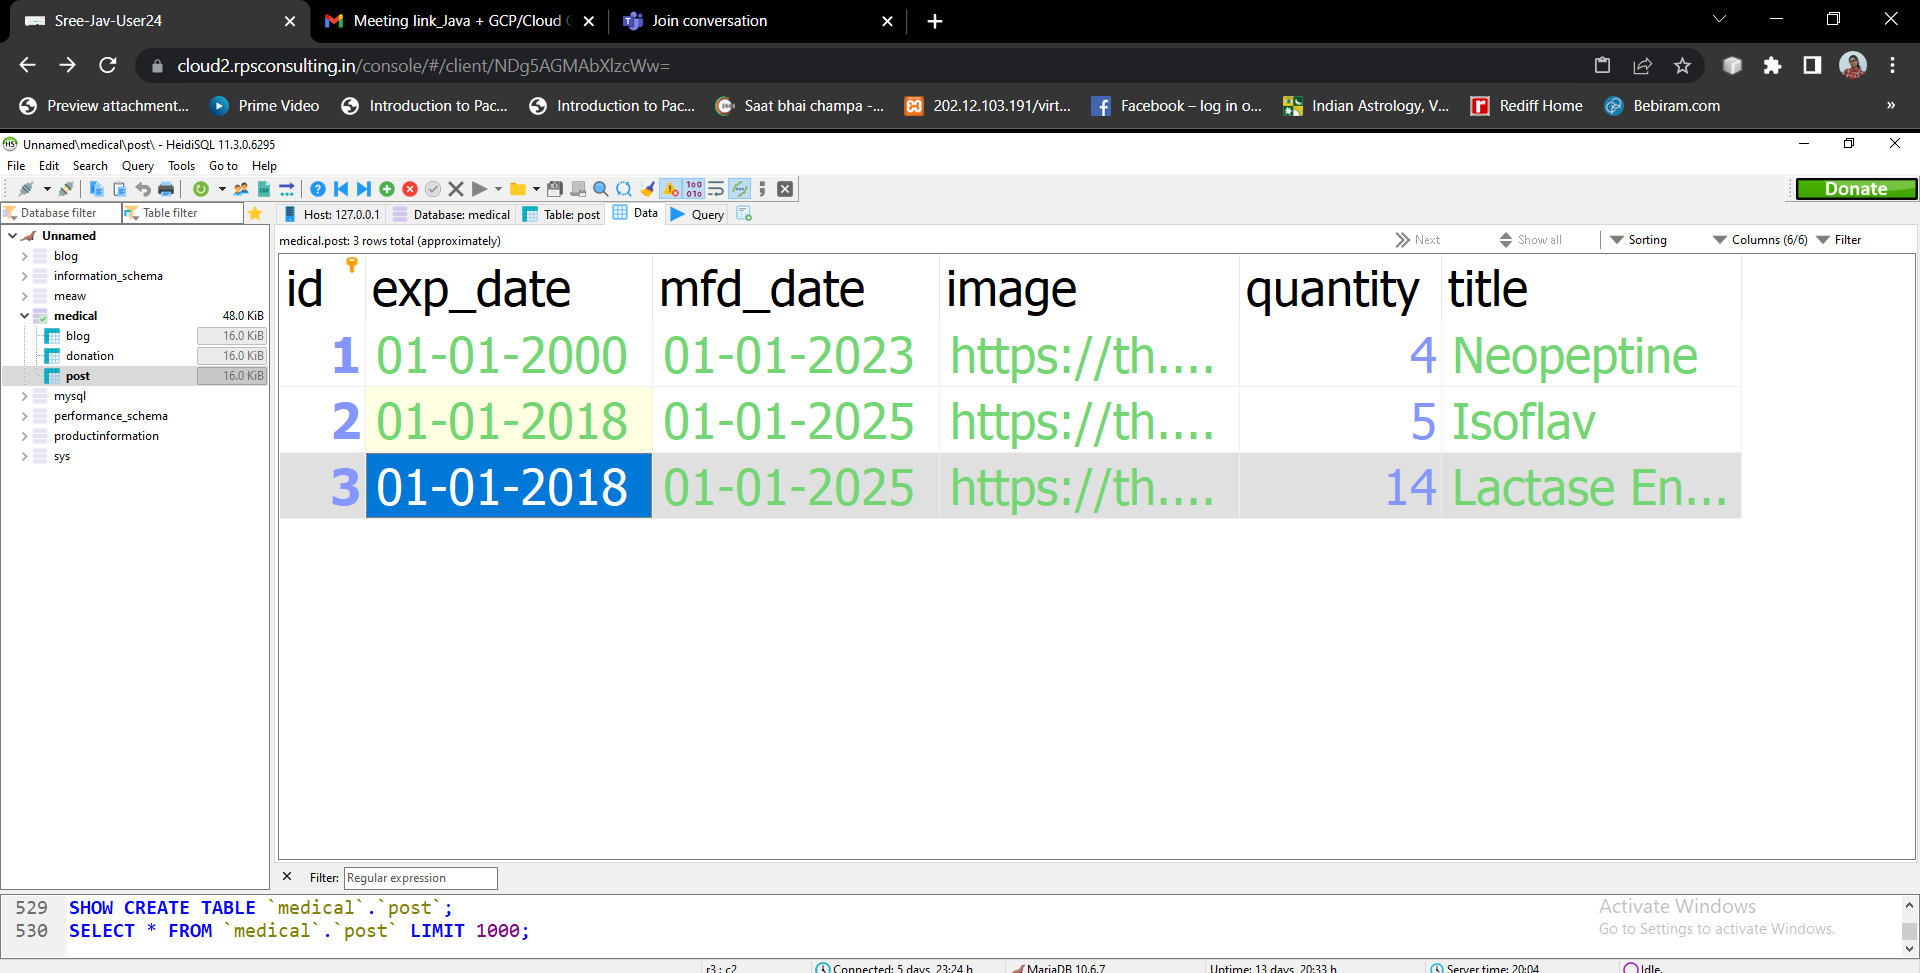 Sree-Jav-User24
Meeting link_Java + GCP/Cloud
Join conversation
cloud2.rpsconsulting.in/console/#/client/NDg5AGMAbXlzcWw=
Preview attachment... Prime Video Introduction to Pac... Introduction to Pac... Saat bhai champa -... 202.12.103.191/virt... Facebook – log in o... Indian Astrology, V... Rediff Home Bebiram.com »
Unnamed\medical\post\ - HeidiSQL 11.3.0.6295
File Edit Search Query Tools Go to Help
Donate
Database filter Table filter
Host: 127.0.0.1 Database: medical Table: post Data Query
Unnamed
blog
information_schema
meaw
medical 48.0 KiB
blog 16.0 KiB
donation 16.0 KiB
post 16.0 KiB
mysql
performance_schema
productinformation
sys
medical.post: 3 rows total (approximately) Next Show all Sorting Columns (6/6) Filter
id exp_date mfd_date image quantity title
1 01-01-2000 01-01-2023 https://th.... 4 Neopeptine
2 01-01-2018 01-01-2025 https://th.... 5 Isoflav
3 01-01-2018 01-01-2025 https://th.... 14 Lactase En...
Filter: Regular expression
529 SHOW CREATE TABLE `medical`.`post`;
530 SELECT * FROM `medical`.`post` LIMIT 1000;
Activate Windows
Go to Settings to activate Windows.
r3 : c2 Connected: 5 days, 23:24 h MariaDB 10.6.7 Uptime: 13 days, 20:33 h Server time: 20:04 Idle.